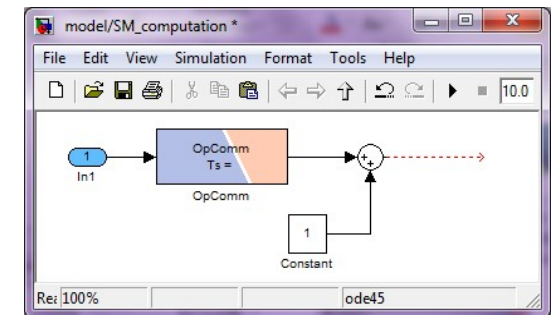 model/SM_computation *
File Edit View Simulation Format Tools Help
10.0
1
In1
OpComm
Ts =
OpComm
+
+
1
Constant
Rea 100% ode45